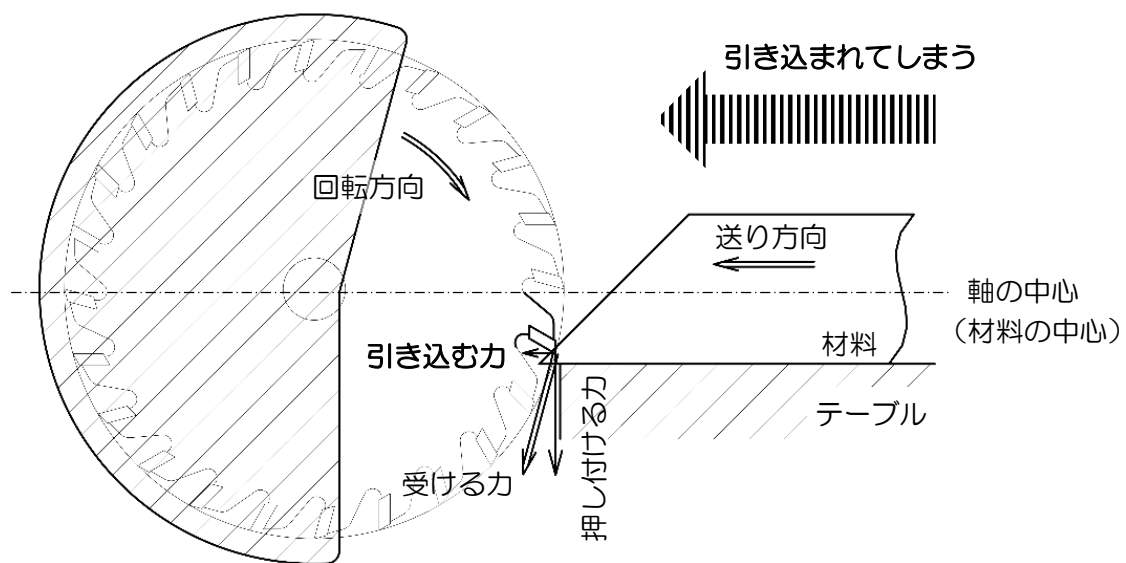 引き込まれてしまう
回転方向
送り方向
軸の中心
（材料の中心）
材料
引き込む力
テーブル
受ける力
押し付ける力